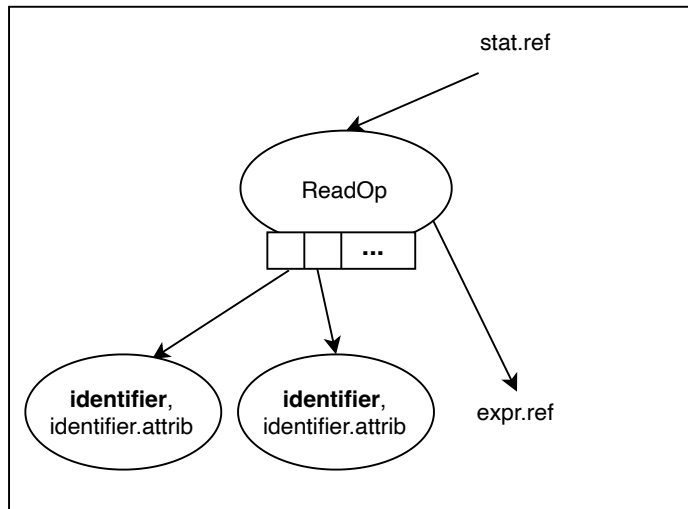 stat.ref
ReadOp
...
identifier,
identifier.attrib
identifier,
identifier.attrib
expr.ref